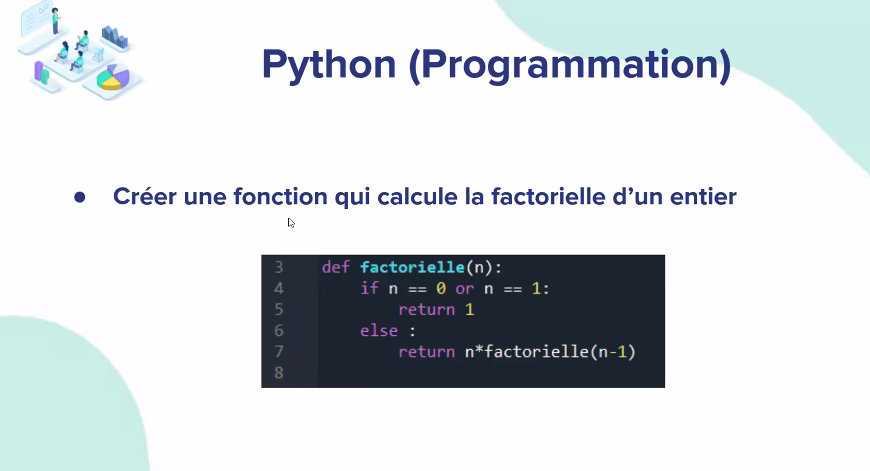 Python (Programmation)
● Créer une fonction qui calcule la factorielle d’un entier
3 def factorielle(n):
4     if n == 0 or n == 1:
5         return 1
6     else :
7         return n*factorielle(n-1)
8